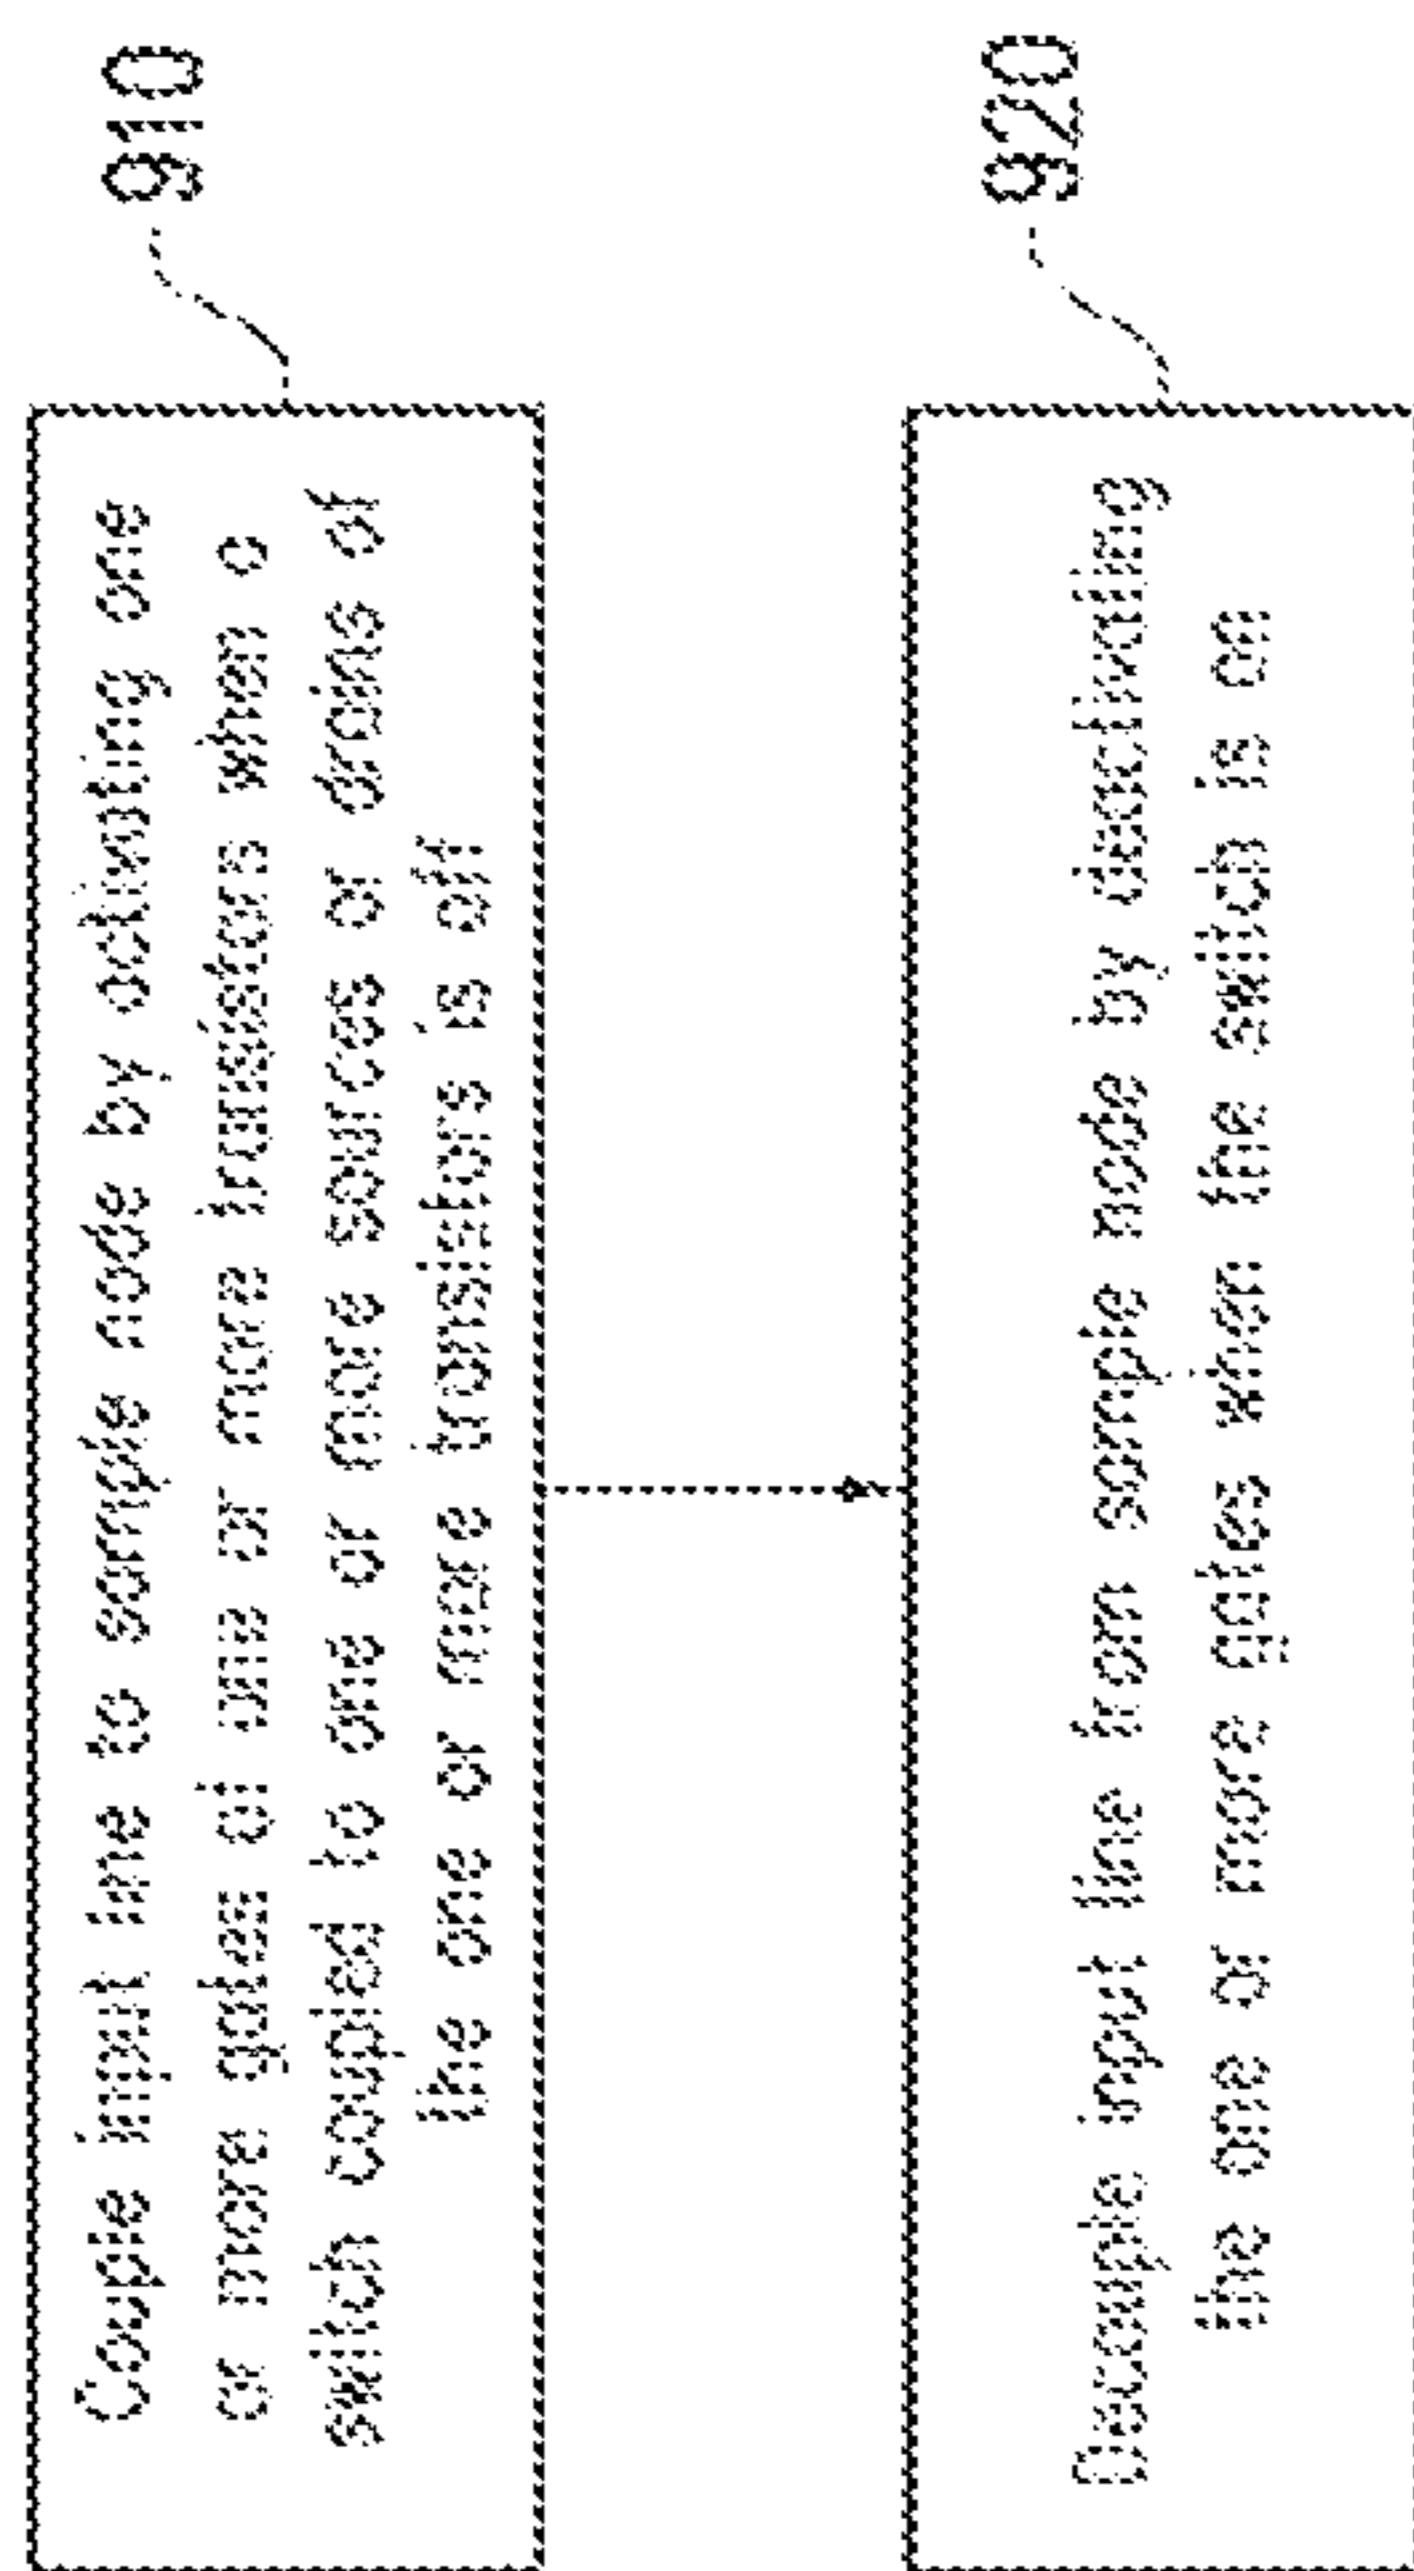 910
Couple input line to sample node by activating one
or more gates of one or more transistors when a
switch coupled to one or more sources or drains of
the one or more transistors is off
920
Decouple input line from sample node by deactivating
the one or more gates when the switch is on